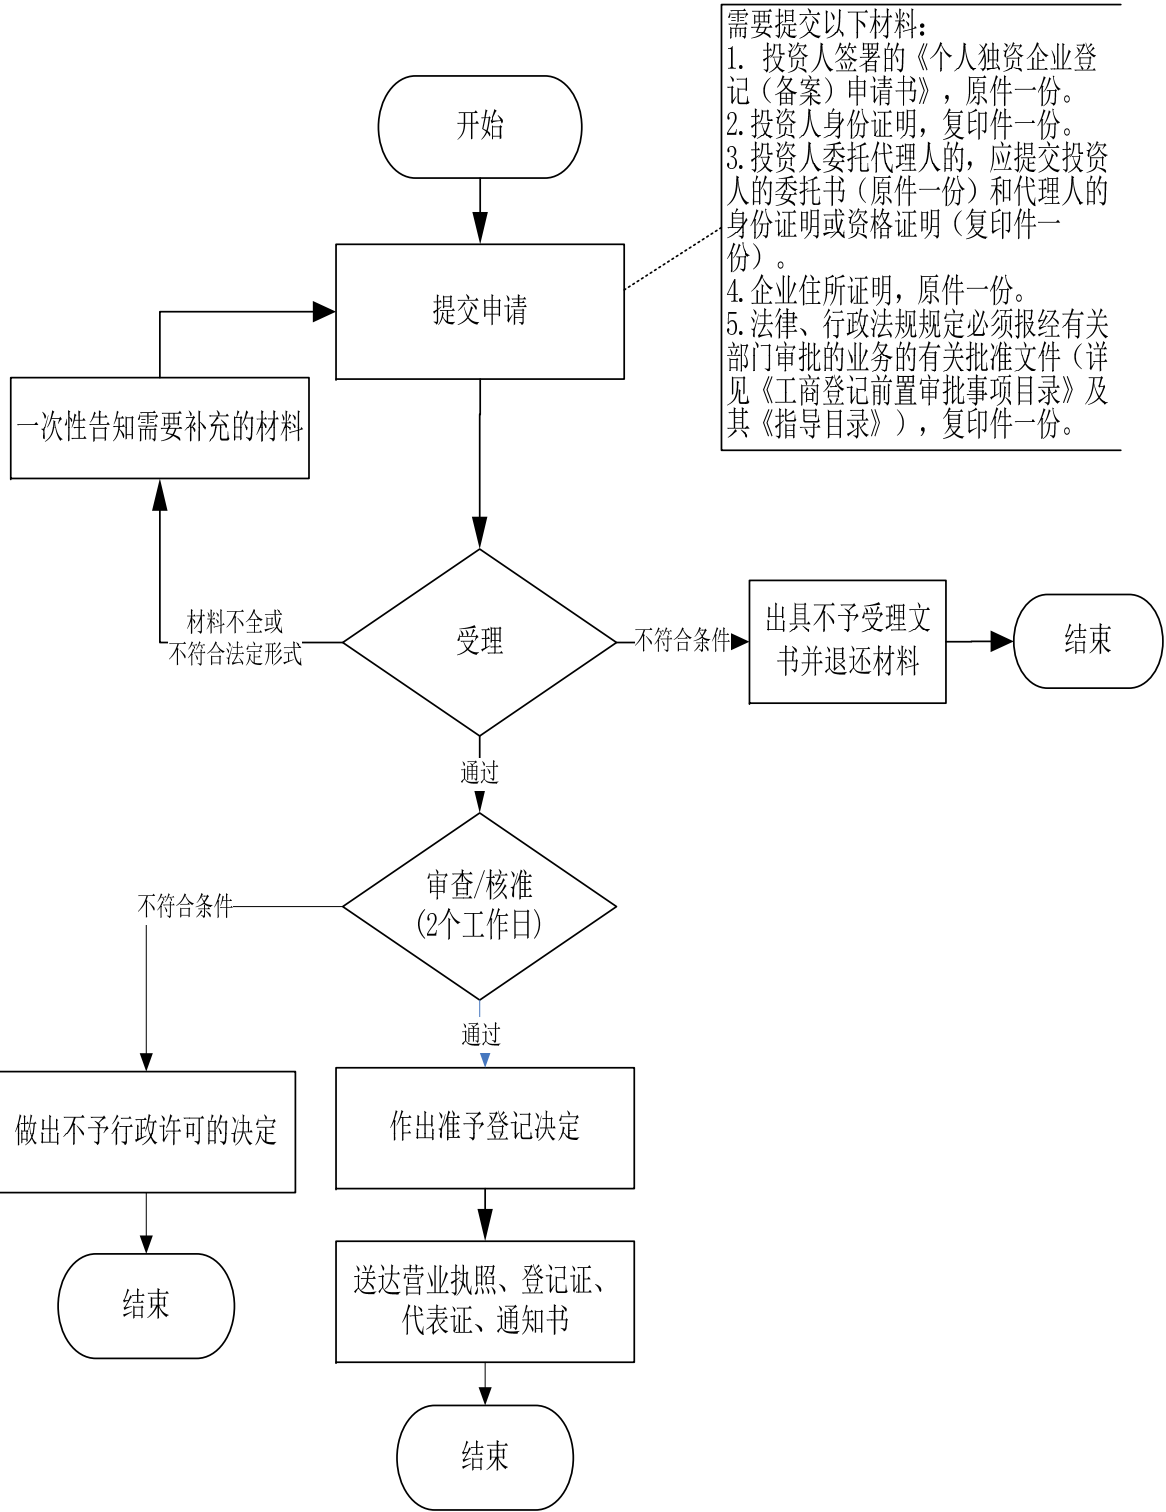 需要提交以下材料：
1. 投资人签署的《个人独资企业登
记（备案）申请书》，原件一份。
2.投资人身份证明，复印件一份。
3.投资人委托代理人的，应提交投资
人的委托书（原件一份）和代理人的
身份证明或资格证明（复印件一
份）。
4.企业住所证明，原件一份。
5.法律、行政法规规定必须报经有关
部门审批的业务的有关批准文件（详
见《工商登记前置审批事项目录》及
其《指导目录》），复印件一份。
开始
提交申请
一次性告知需要补充的材料
材料不全或
不符合法定形式
受理
不符合条件
出具不予受理文
书并退还材料
结束
通过
审查/核准
(2个工作日)
不符合条件
通过
做出不予行政许可的决定
作出准予登记决定
结束
送达营业执照、登记证、
代表证、通知书
结束